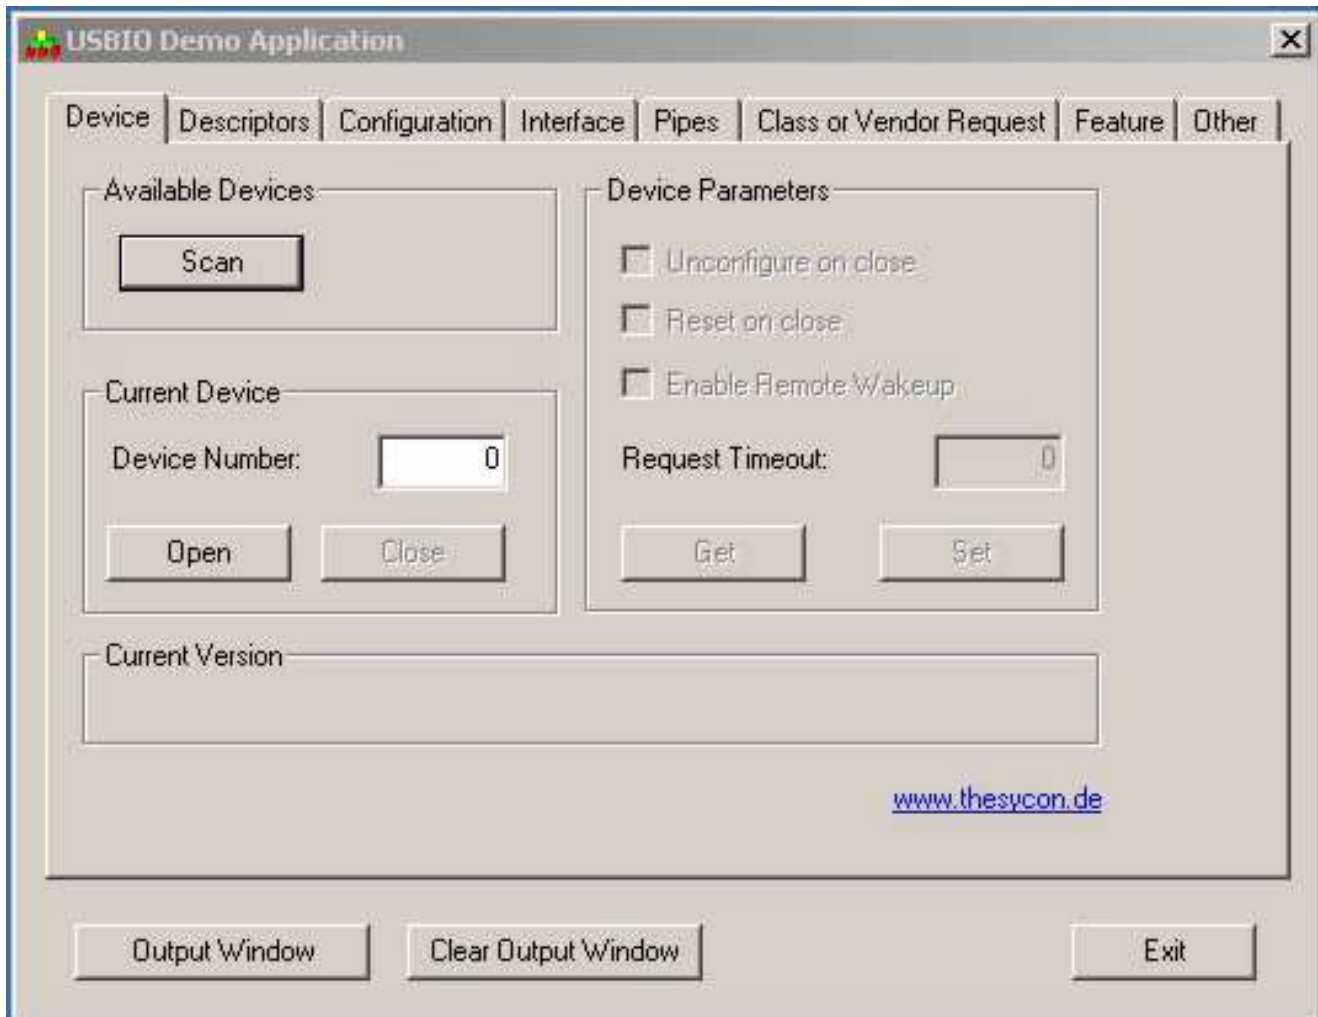 USBIO Demo Application
Device Descriptors Configuration Interface Pipes Class or Vendor Request Feature Other
Available Devices
Scan
Current Device
Device Number: 0
Open Close
Device Parameters
Unconfigure on close
Reset on close
Enable Remote Wakeup
Request Timeout: 0
Get Set
Current Version
www.thesycon.de
Output Window Clear Output Window Exit